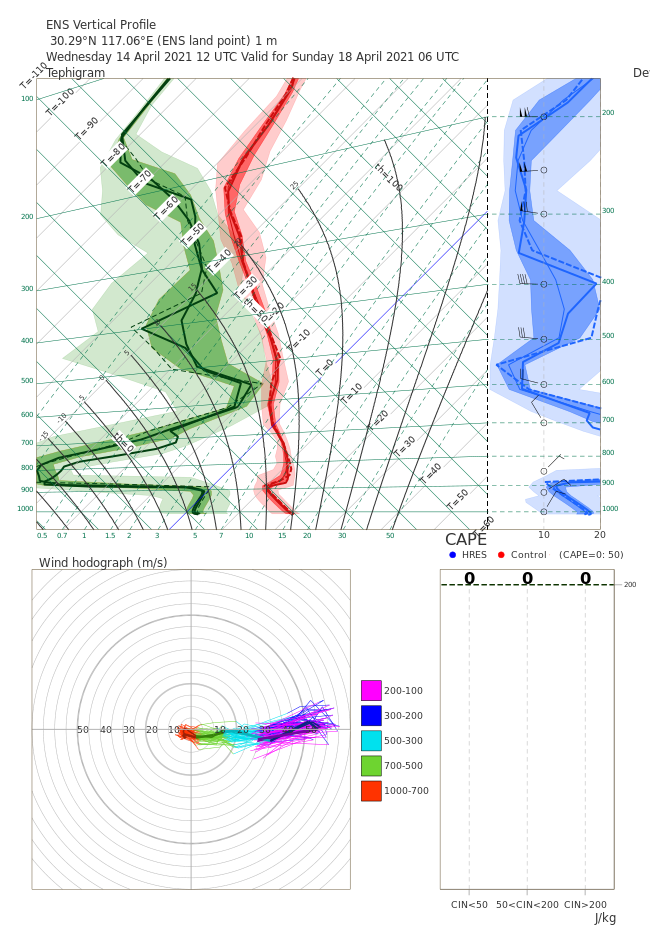 ENS Vertical Profile
30.29°N 117.06°E (ENS land point) 1 m
Wednesday 14 April 2021 12 UTC Valid for Sunday 18 April 2021 06 UTC
Tephigram
De
T=-110
T=-100
T=-90
T=-80
T=-70
T=-60
T=-50
T=-40
T=-30
T=-20
T=-10
T=0
T=10
T=20
T=30
T=40
T=50
th=100
th=50
th=0
100
200
300
400
500
600
700
800
900
1000
0.5 0.7 1 1.5 2 3 5 7 10 15 20 30 50
200
300
400
500
600
700
800
900
1000
10 20
CAPE
HRES Control (CAPE=0: 50)
0 0 0
200
CIN<50 50<CIN<200 CIN>200
J/kg
Wind hodograph (m/s)
50 40 30 20 10 10 20 30
200-100
300-200
500-300
700-500
1000-700